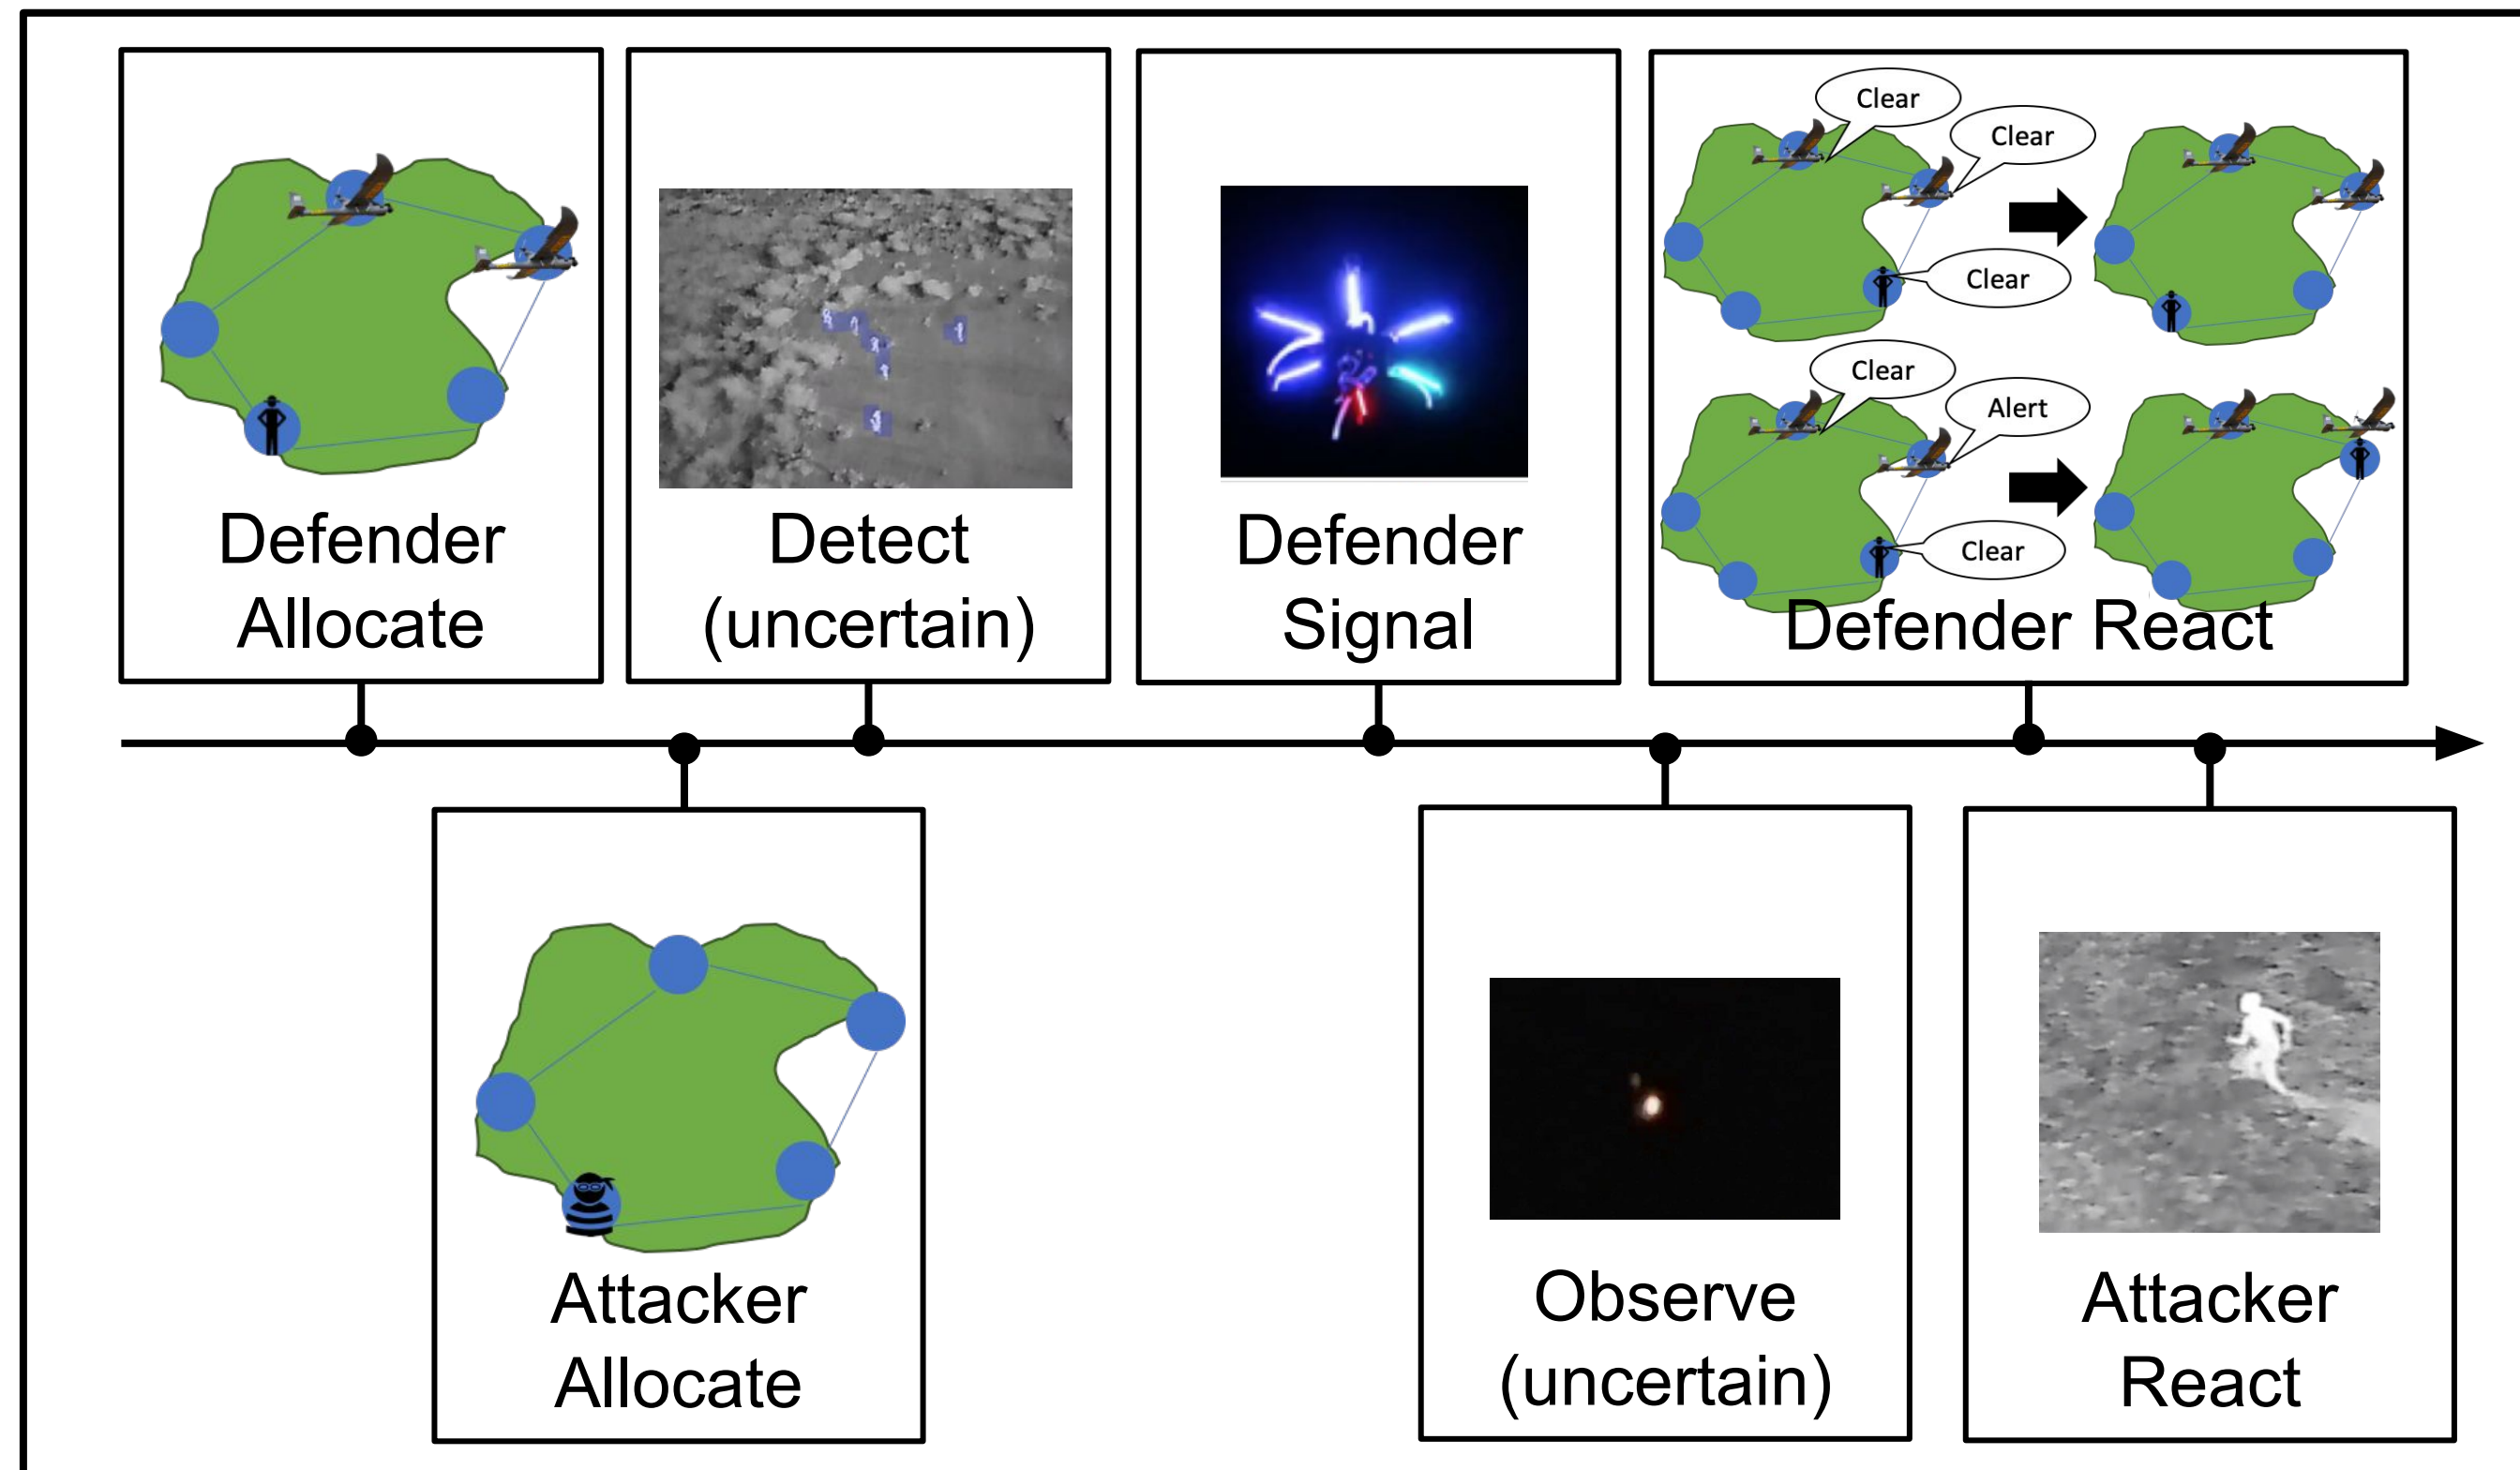 Defender
Allocate
Detect
(uncertain)
Defender
Signal
Clear
Clear
Clear
Clear
Alert
Clear
Defender React
Attacker
Allocate
Observe
(uncertain)
Attacker
React